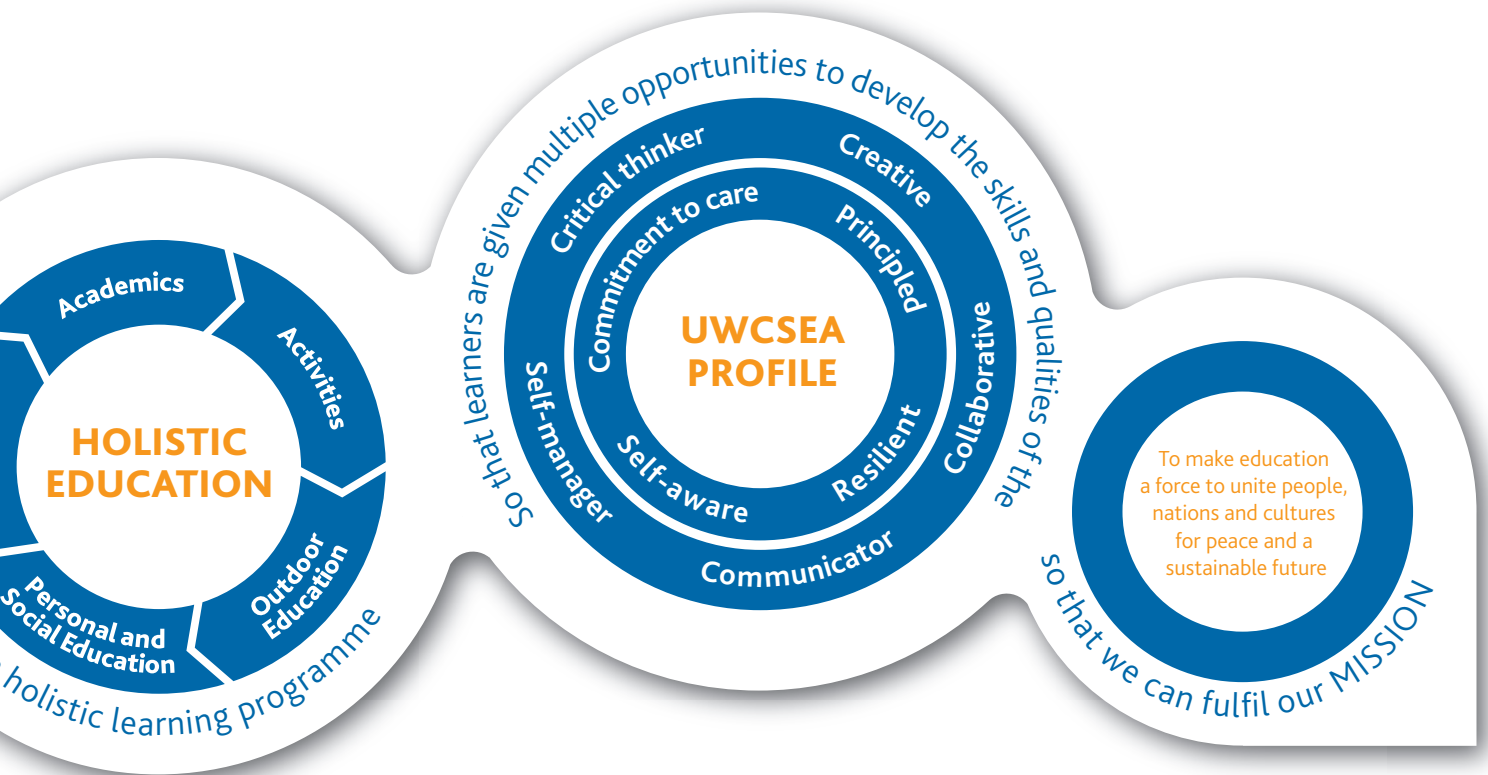 Academics
Activities
Outdoor
Education
Personal and
Social Education
HOLISTIC
EDUCATION
holistic learning programme
So that learners are given multiple opportunities to develop the skills and qualities of the
Critical thinker
Creative
Collaborative
Communicator
Self-manager
Commitment to care
Principled
Resilient
Self-aware
UWCSEA
PROFILE
To make education
a force to unite people,
nations and cultures
for peace and a
sustainable future
so that we can fulfil our MISSION